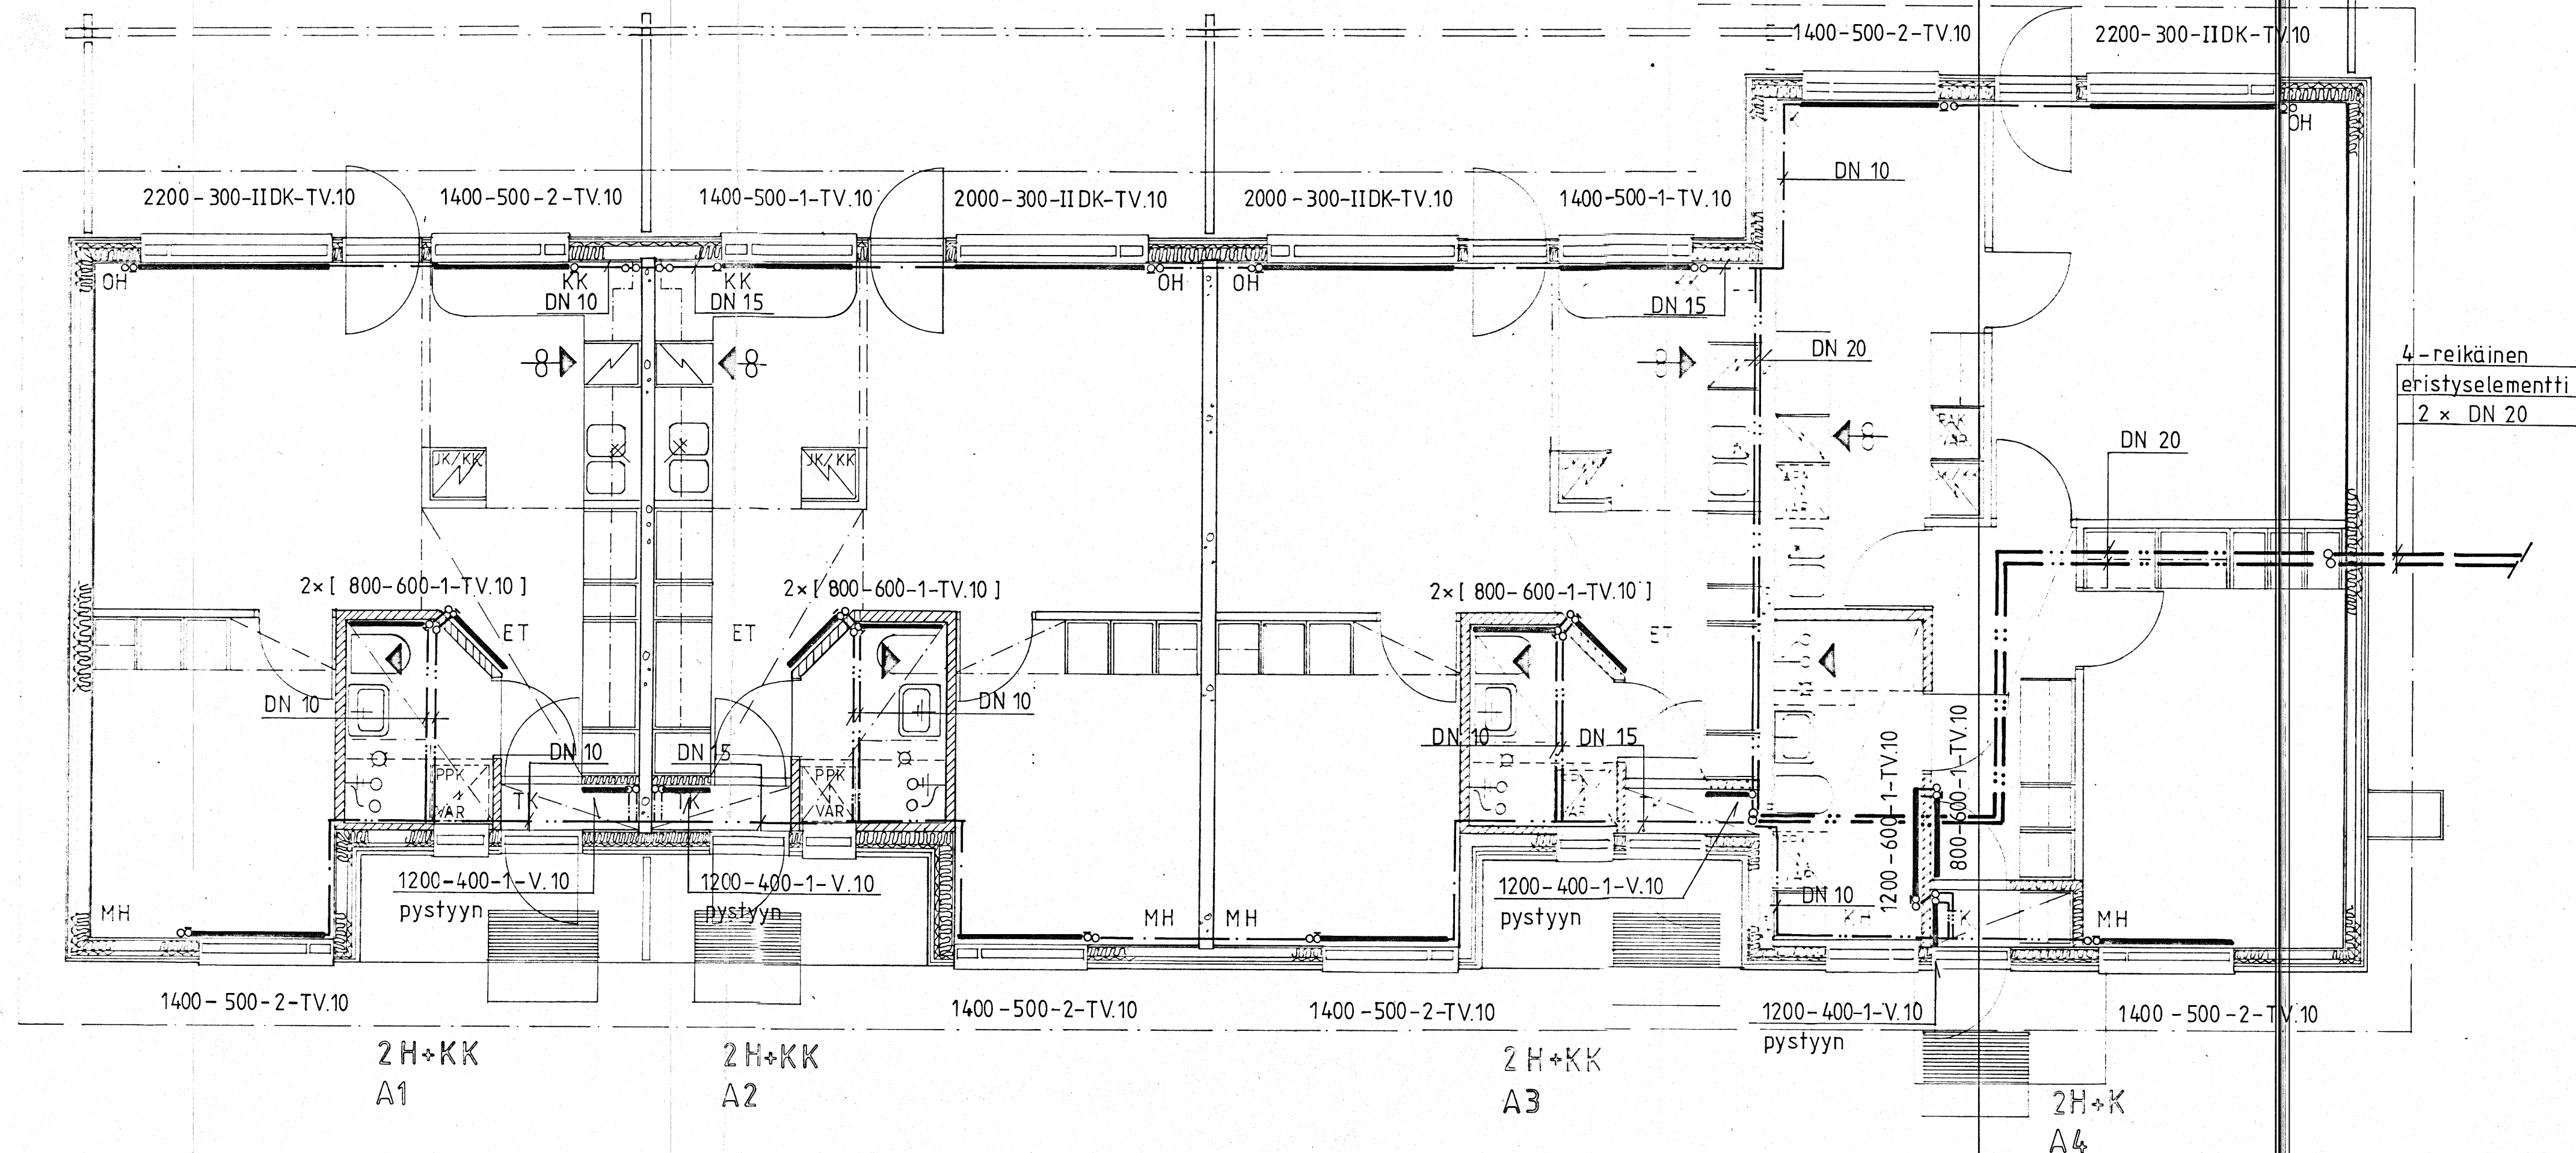 1400-500-2-TV.10
2200-300-IIDK-TV.10
OH
DN 10
2200-300-IIDK-TV.10
1400-500-2-TV.10
1400-500-1-TV.10
2000-300-IIDK-TV.10
2000-300-IIDK-TV.10
1400-500-1-TV.10
OH
KK
DN 10
KK
DN 15
OH
OH
DN 15
8
8
8
DN 20
8
4-reikäinen
eristyselementti
2 × DN 20
DN 20
JK/KK
JK/KK
2×[ 800-600-1-TV.10 ]
2×[ 800-600-1-TV.10 ]
2×[ 800-600-1-TV.10 ]
ET
ET
ET
DN 10
DN 10
DN 10
DN 15
DN 10
DN 15
PPK
VAR
TK
TK
PPK
VAR
1200-600-1-TV.10
800-600-1-TV.10
1200-400-1-V.10
pystyyn
1200-400-1-V.10
pystyyn
1200-400-1-V.10
pystyyn
DN 10
MH
MH
MH
KH
MH
1400-500-2-TV.10
1400-500-2-TV.10
1400-500-2-TV.10
1200-400-1-V.10
pystyyn
1400-500-2-TV.10
2H+KK
A1
2H+KK
A2
2H+KK
A3
2H+K
A4